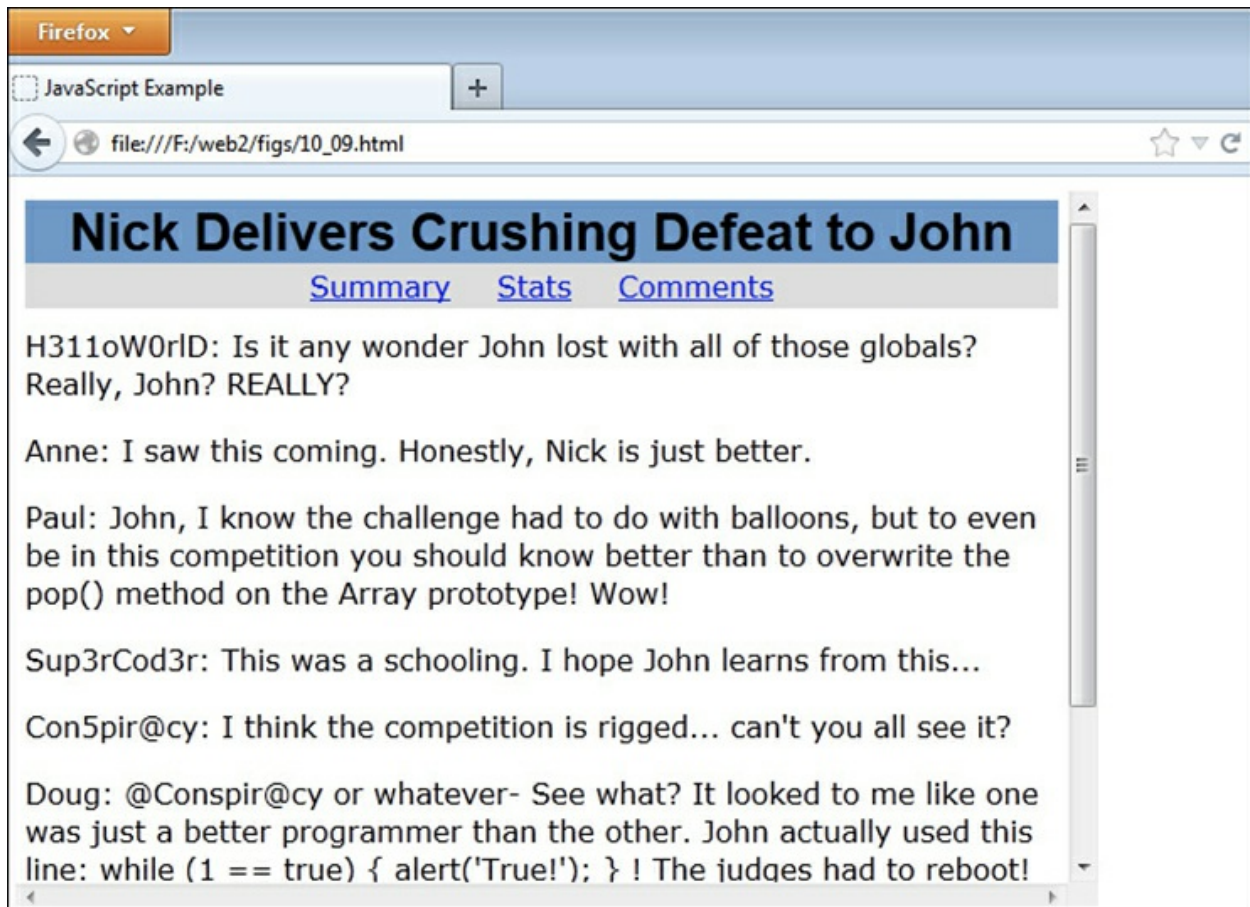 Firefox
JavaScript Example
+
file:///F:/web2/figs/10_09.html
Nick Delivers Crushing Defeat to John
Summary Stats Comments
H311oW0rlD: Is it any wonder John lost with all of those globals?
Really, John? REALLY?
Anne: I saw this coming. Honestly, Nick is just better.
Paul: John, I know the challenge had to do with balloons, but to even
be in this competition you should know better than to overwrite the
pop() method on the Array prototype! Wow!
Sup3rCod3r: This was a schooling. I hope John learns from this...
Con5pir@cy: I think the competition is rigged... can't you all see it?
Doug: @Conspir@cy or whatever- See what? It looked to me like one
was just a better programmer than the other. John actually used this
line: while (1 == true) { alert('True!'); } ! The judges had to reboot!